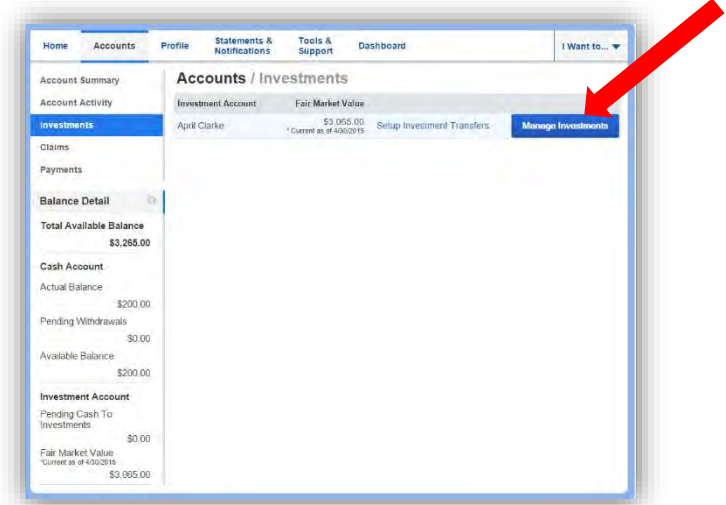 Home
Accounts
Profile
Statements &
Notifications
Tools &
Support
Dashboard
I Want to...
Account Summary
Account Activity
Investments
Claims
Payments
Balance Detail
Total Available Balance
$3,265.00
Cash Account
Actual Balance
$200.00
Pending Withdrawals
$0.00
Available Balance
$200.00
Investment Account
Pending Cash To
Investments
$0.00
Fair Market Value
*Current as of 4/30/2015
$3,065.00
Accounts / Investments
Investment Account Fair Market Value
April Clarke $3,065.00 Setup Investment Transfers Manage Investments
* Current as of 4/30/2015